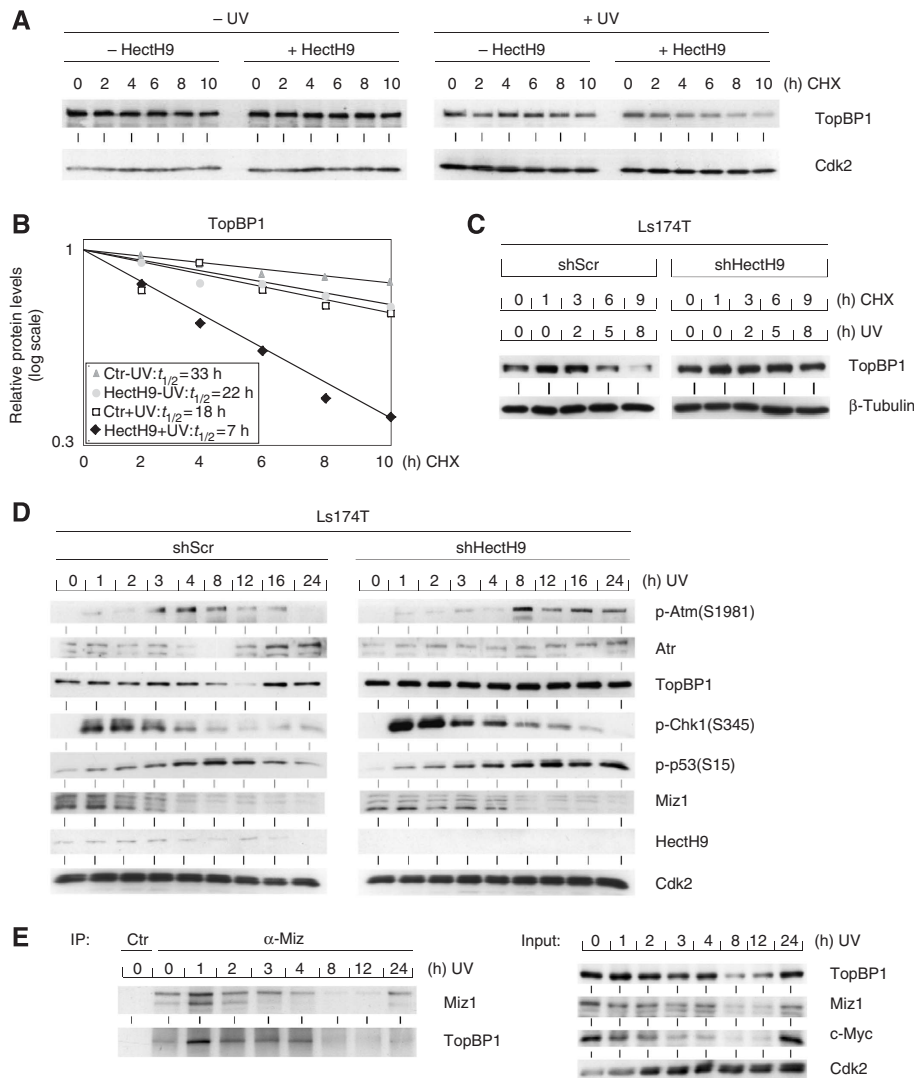 A
– UV
+ UV
– HectH9
+ HectH9
– HectH9
+ HectH9
0 2 4 6 8 10
0 2 4 6 8 10
0 2 4 6 8 10
0 2 4 6 8 10
(h) CHX
TopBP1
Cdk2
B
TopBP1
Relative protein levels
(log scale)
1
0.3
Ctr-UV:t1/2=33 h
HectH9-UV:t1/2=22 h
Ctr+UV:t1/2=18 h
HectH9+UV:t1/2=7 h
0 2 4 6 8 10
(h) CHX
C
Ls174T
shScr
shHectH9
0 1 3 6 9
(h) CHX
0 1 3 6 9
0 0 2 5 8
(h) UV
0 0 2 5 8
TopBP1
β-Tubulin
D
Ls174T
shScr
shHectH9
0 1 2 3 4 8 12 16 24
0 1 2 3 4 8 12 16 24
(h) UV
p-Atm(S1981)
Atr
TopBP1
p-Chk1(S345)
p-p53(S15)
Miz1
HectH9
Cdk2
E
IP:
Ctr
α-Miz
0 0 1 2 3 4 8 12 24
(h) UV
Miz1
TopBP1
Input:
0 1 2 3 4 8 12 24
(h) UV
TopBP1
Miz1
c-Myc
Cdk2